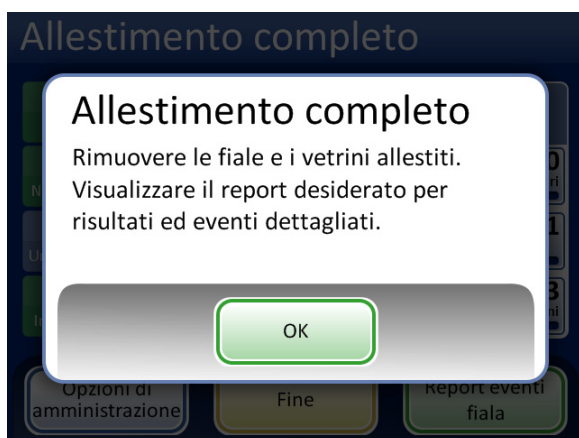 Allestimento completo
Allestimento completo
Rimuovere le fiale e i vetrini allestiti.
Visualizzare il report desiderato per
risultati ed eventi dettagliati.
OK
Opzioni di
amministrazione
Fine
Report eventi
fiala